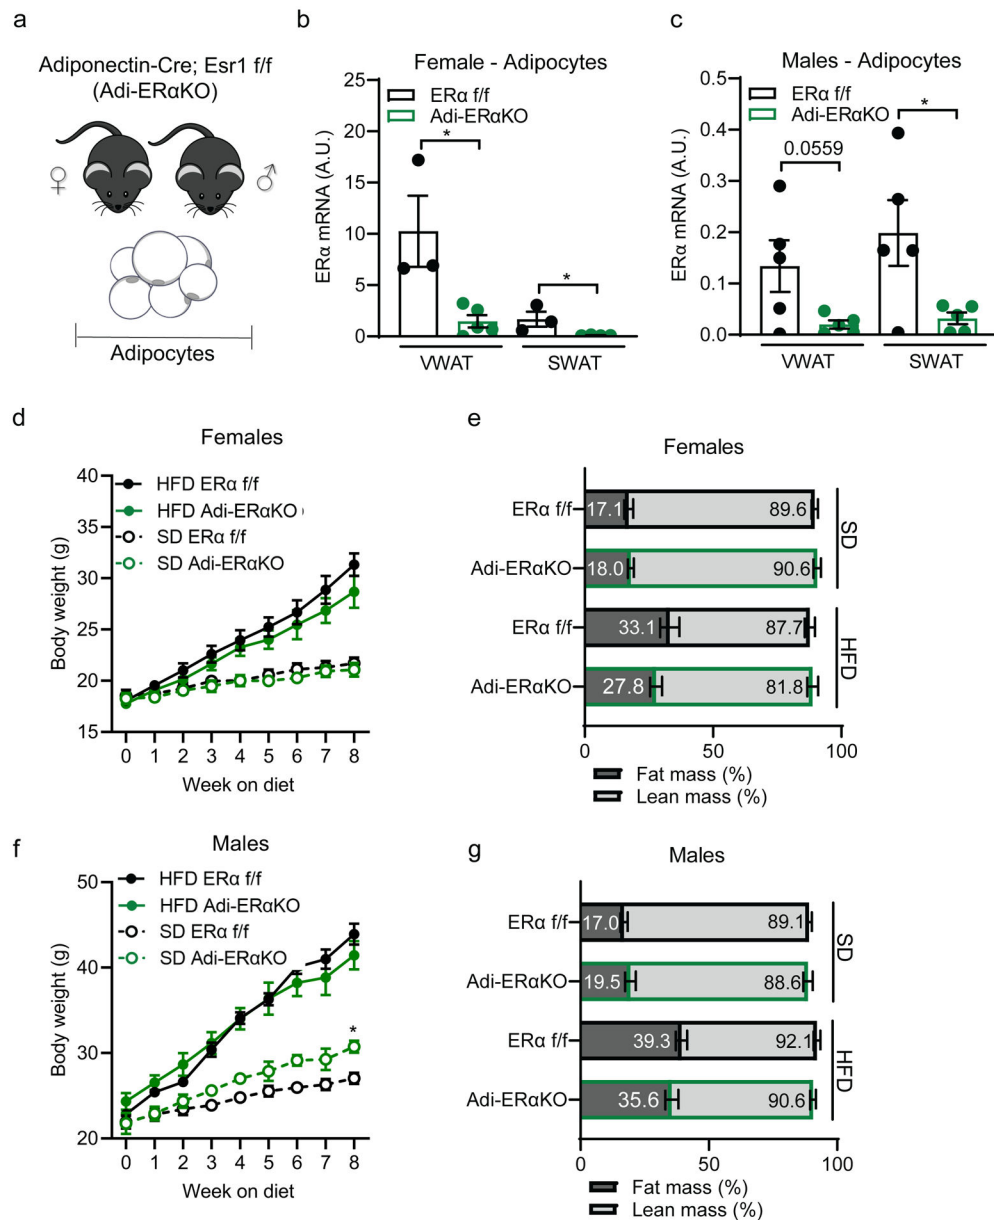 a
Adiponectin-Cre; Esr1 f/f
(Adi-ERαKO)
♀
♂
Adipocytes
b
Female - Adipocytes
ERα f/f
Adi-ERαKO
ERα mRNA (A.U.)
25
20
15
10
5
0
*
*
VWAT
SWAT
c
Males - Adipocytes
ERα f/f
Adi-ERαKO
ERα mRNA (A.U.)
0.5
0.4
0.3
0.2
0.1
0.0
0.0559
*
VWAT
SWAT
d
Females
HFD ERα f/f
HFD Adi-ERαKO
SD ERα f/f
SD Adi-ERαKO
Body weight (g)
40
35
30
25
20
15
0 1 2 3 4 5 6 7 8
Week on diet
e
Females
ERα f/f 17.1 89.6
Adi-ERαKO 18.0 90.6
SD
ERα f/f 33.1 87.7
Adi-ERαKO 27.8 81.8
HFD
0 50 100
Fat mass (%)
Lean mass (%)
f
Males
HFD ERα f/f
HFD Adi-ERαKO
SD ERα f/f
SD Adi-ERαKO
Body weight (g)
50
40
30
20
*
0 1 2 3 4 5 6 7 8
Week on diet
g
Males
ERα f/f 17.0 89.1
Adi-ERαKO 19.5 88.6
SD
ERα f/f 39.3 92.1
Adi-ERαKO 35.6 90.6
HFD
0 50 100
Fat mass (%)
Lean mass (%)